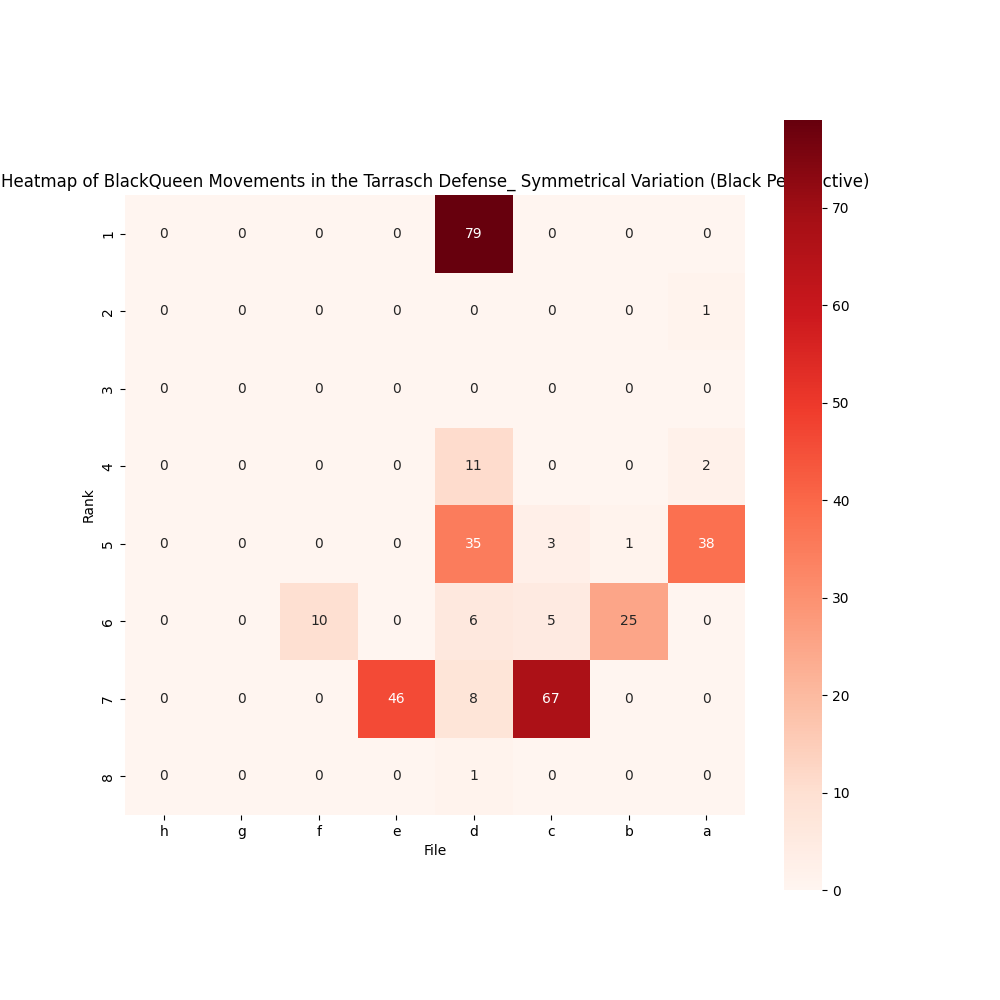 Heatmap of BlackQueen Movements in the Tarrasch Defense_ Symmetrical Variation (Black Pe ctive)
70
1 0 0 0 0 79 0 0 0
60
2 0 0 0 0 0 0 0 1
3 0 0 0 0 0 0 0 0
50
4 0 0 0 0 11 0 0 2
40
Rank
5 0 0 0 0 35 3 1 38
30
6 0 0 10 0 6 5 25 0
20
7 0 0 0 46 8 67 0 0
8 0 0 0 0 1 0 0 0
10
h g f e d c b a
File
0